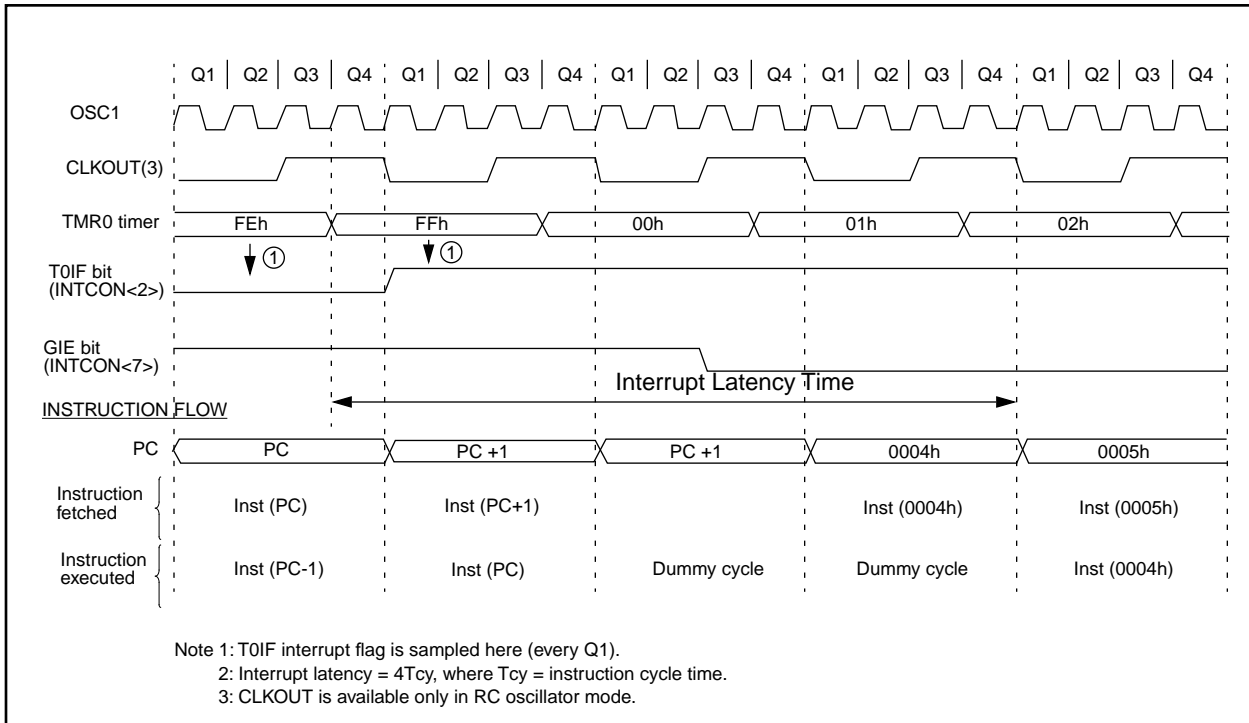 Q1 Q2 Q3 Q4 Q1 Q2 Q3 Q4 Q1 Q2 Q3 Q4 Q1 Q2 Q3 Q4 Q1 Q2 Q3 Q4
OSC1
CLKOUT(3)
TMR0 timer FEh FFh 00h 01h 02h
1 1
T0IF bit
(INTCON<2>)
GIE bit
(INTCON<7>)
Interrupt Latency Time
INSTRUCTION FLOW
PC PC PC +1 PC +1 0004h 0005h
Instruction
fetched
Inst (PC) Inst (PC+1) Inst (0004h) Inst (0005h)
Instruction
executed
Inst (PC-1) Inst (PC) Dummy cycle Dummy cycle Inst (0004h)
Note 1: T0IF interrupt flag is sampled here (every Q1).
2: Interrupt latency = 4Tcy, where Tcy = instruction cycle time.
3: CLKOUT is available only in RC oscillator mode.